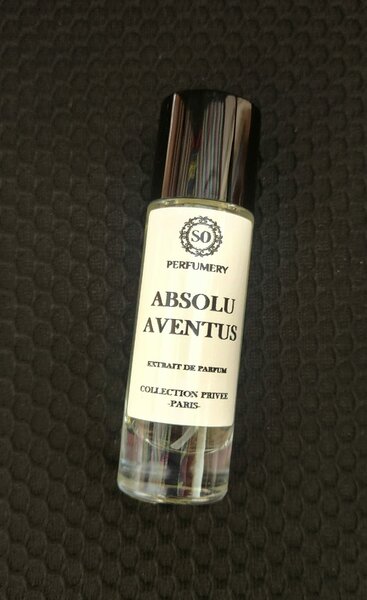 SO
PERFUMERY
ABSOLU
AVENTUS
EXTRAIT DE PARFUM
COLLECTION PRIVEE
-PARIS-